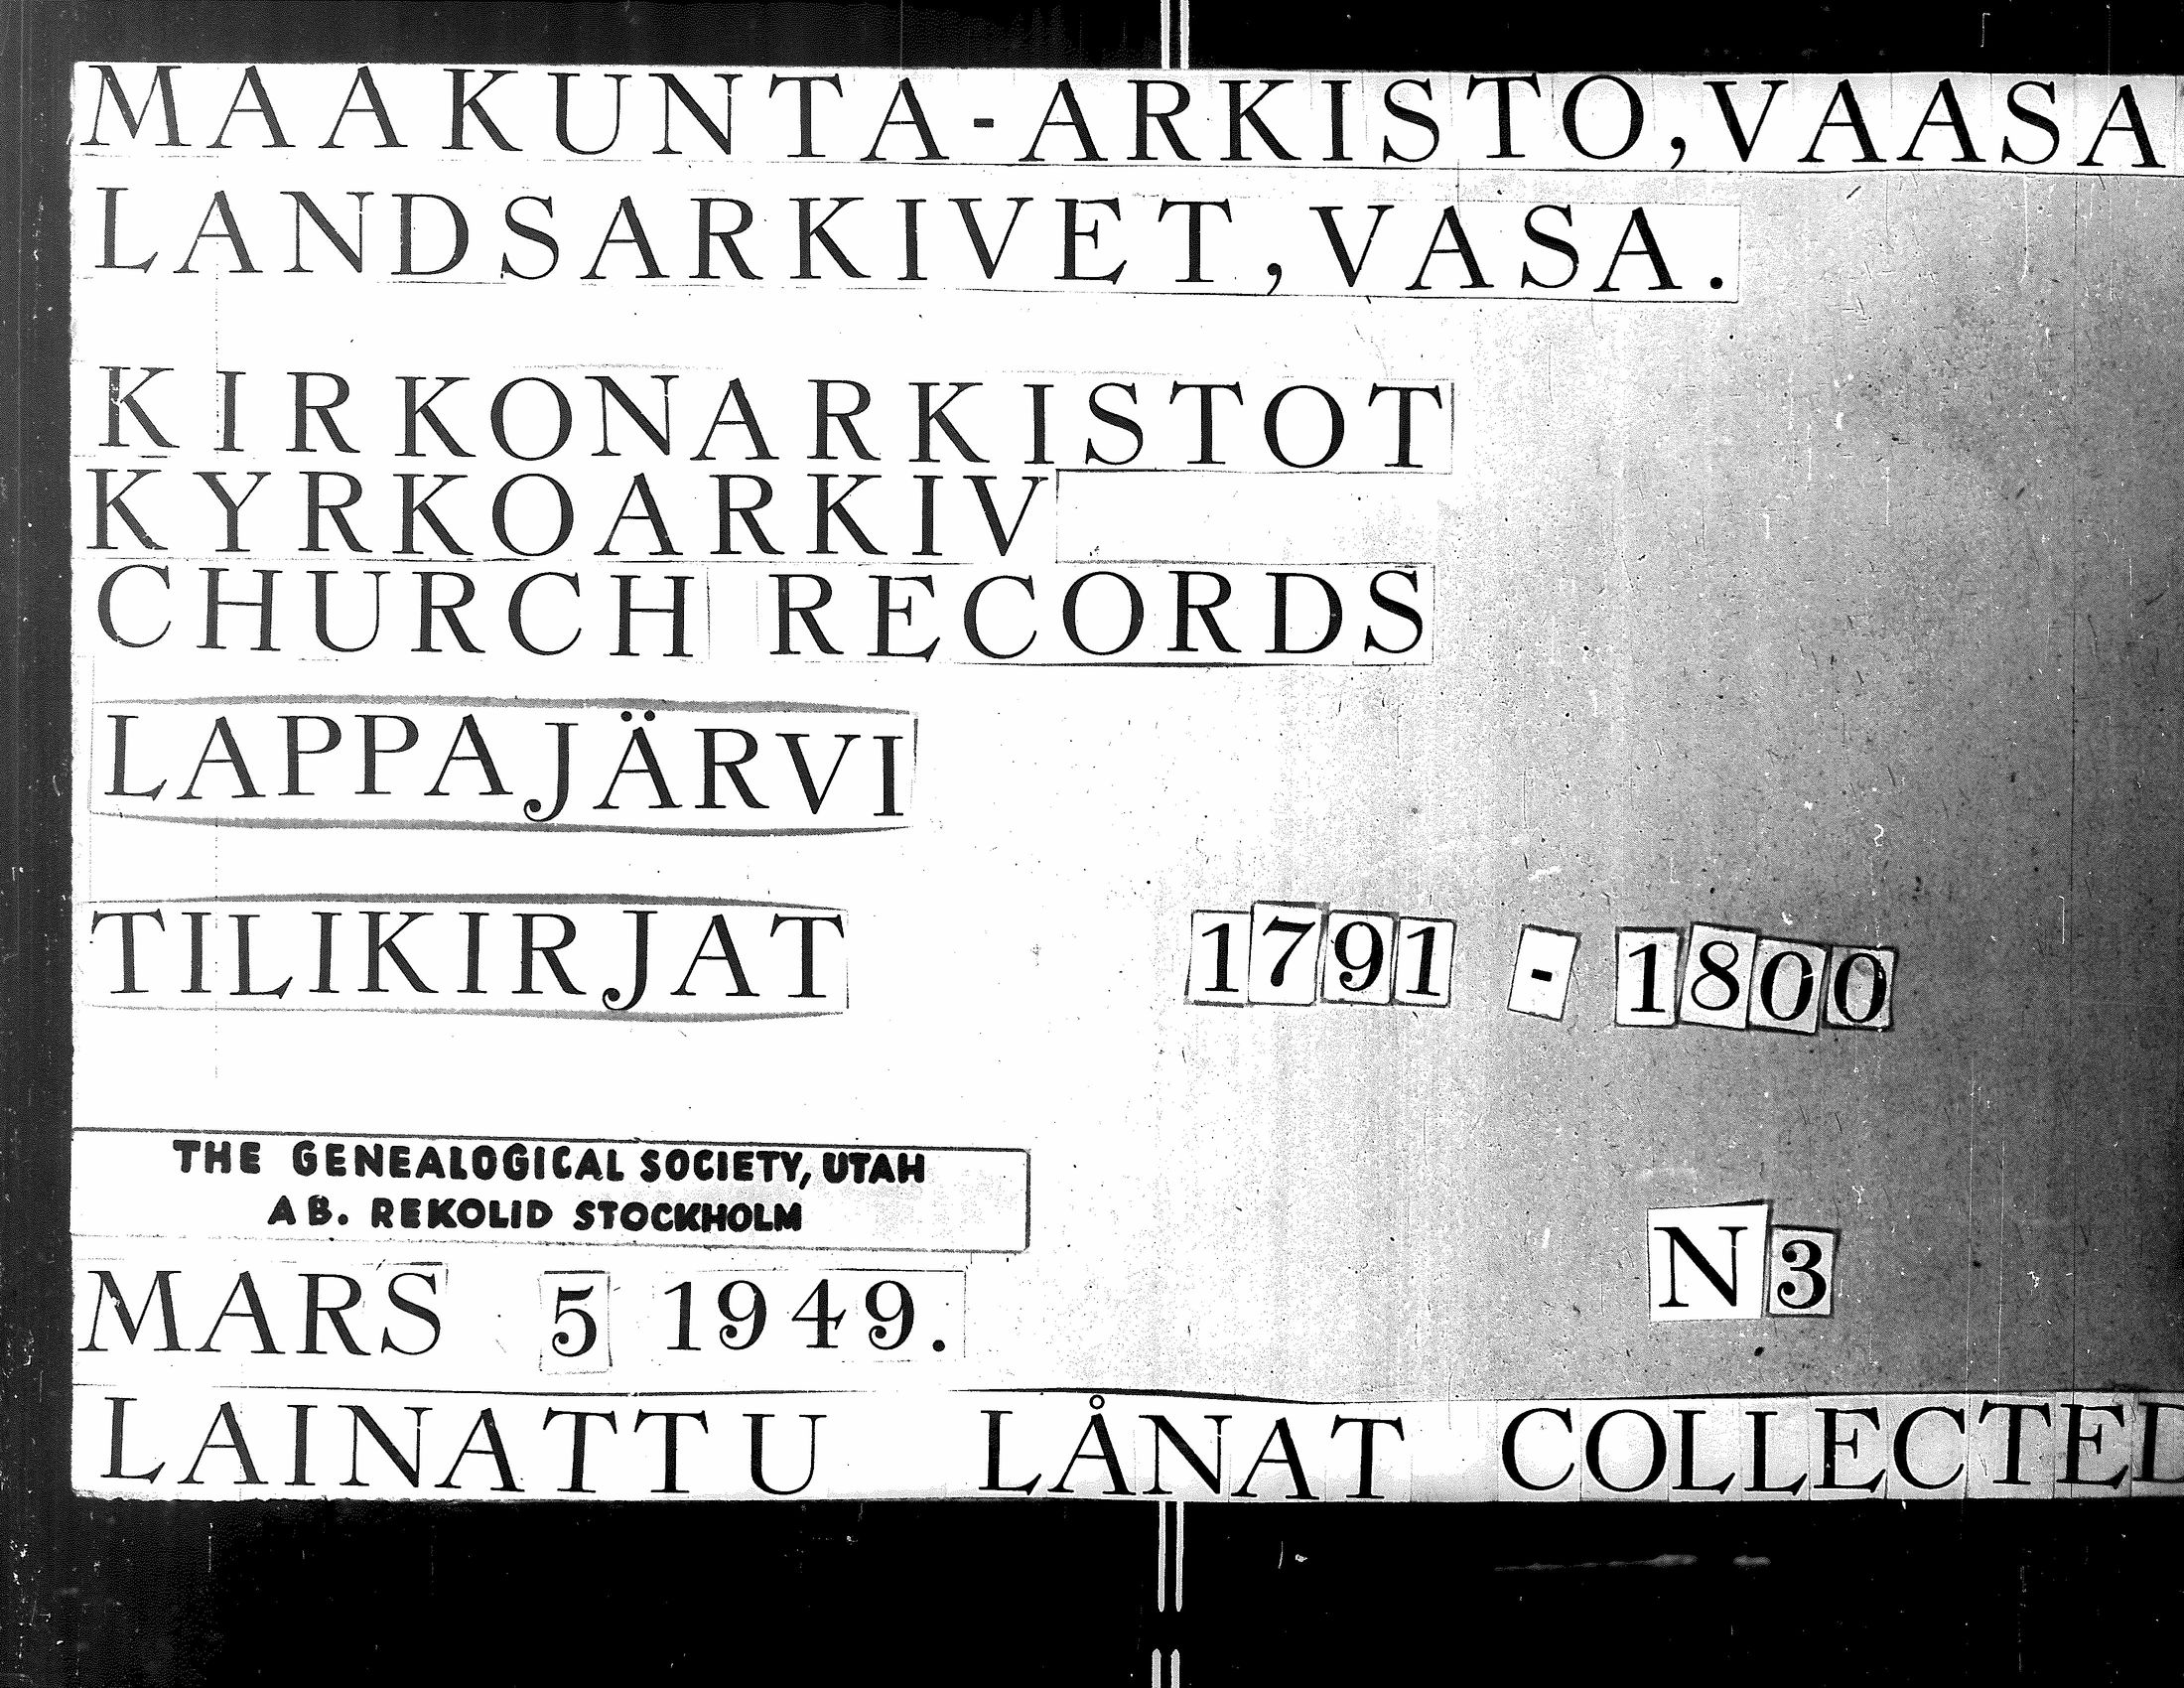 MAAKUNTA-ARKISTO, VAASA
LANDSARKIVET, VASA.
KIRKONARKISTOT
KYRKOARKIV
CHURCH RECORDS
LAPPAJÄRVI
TILIKIRJAT 1791 - 1800
THE GENEALOGICAL SOCIETY, UTAH
AB. REKOLID STOCKHOLM
N3
MARS 5 1949.
LAINATTU LÅNAT COLLECTED